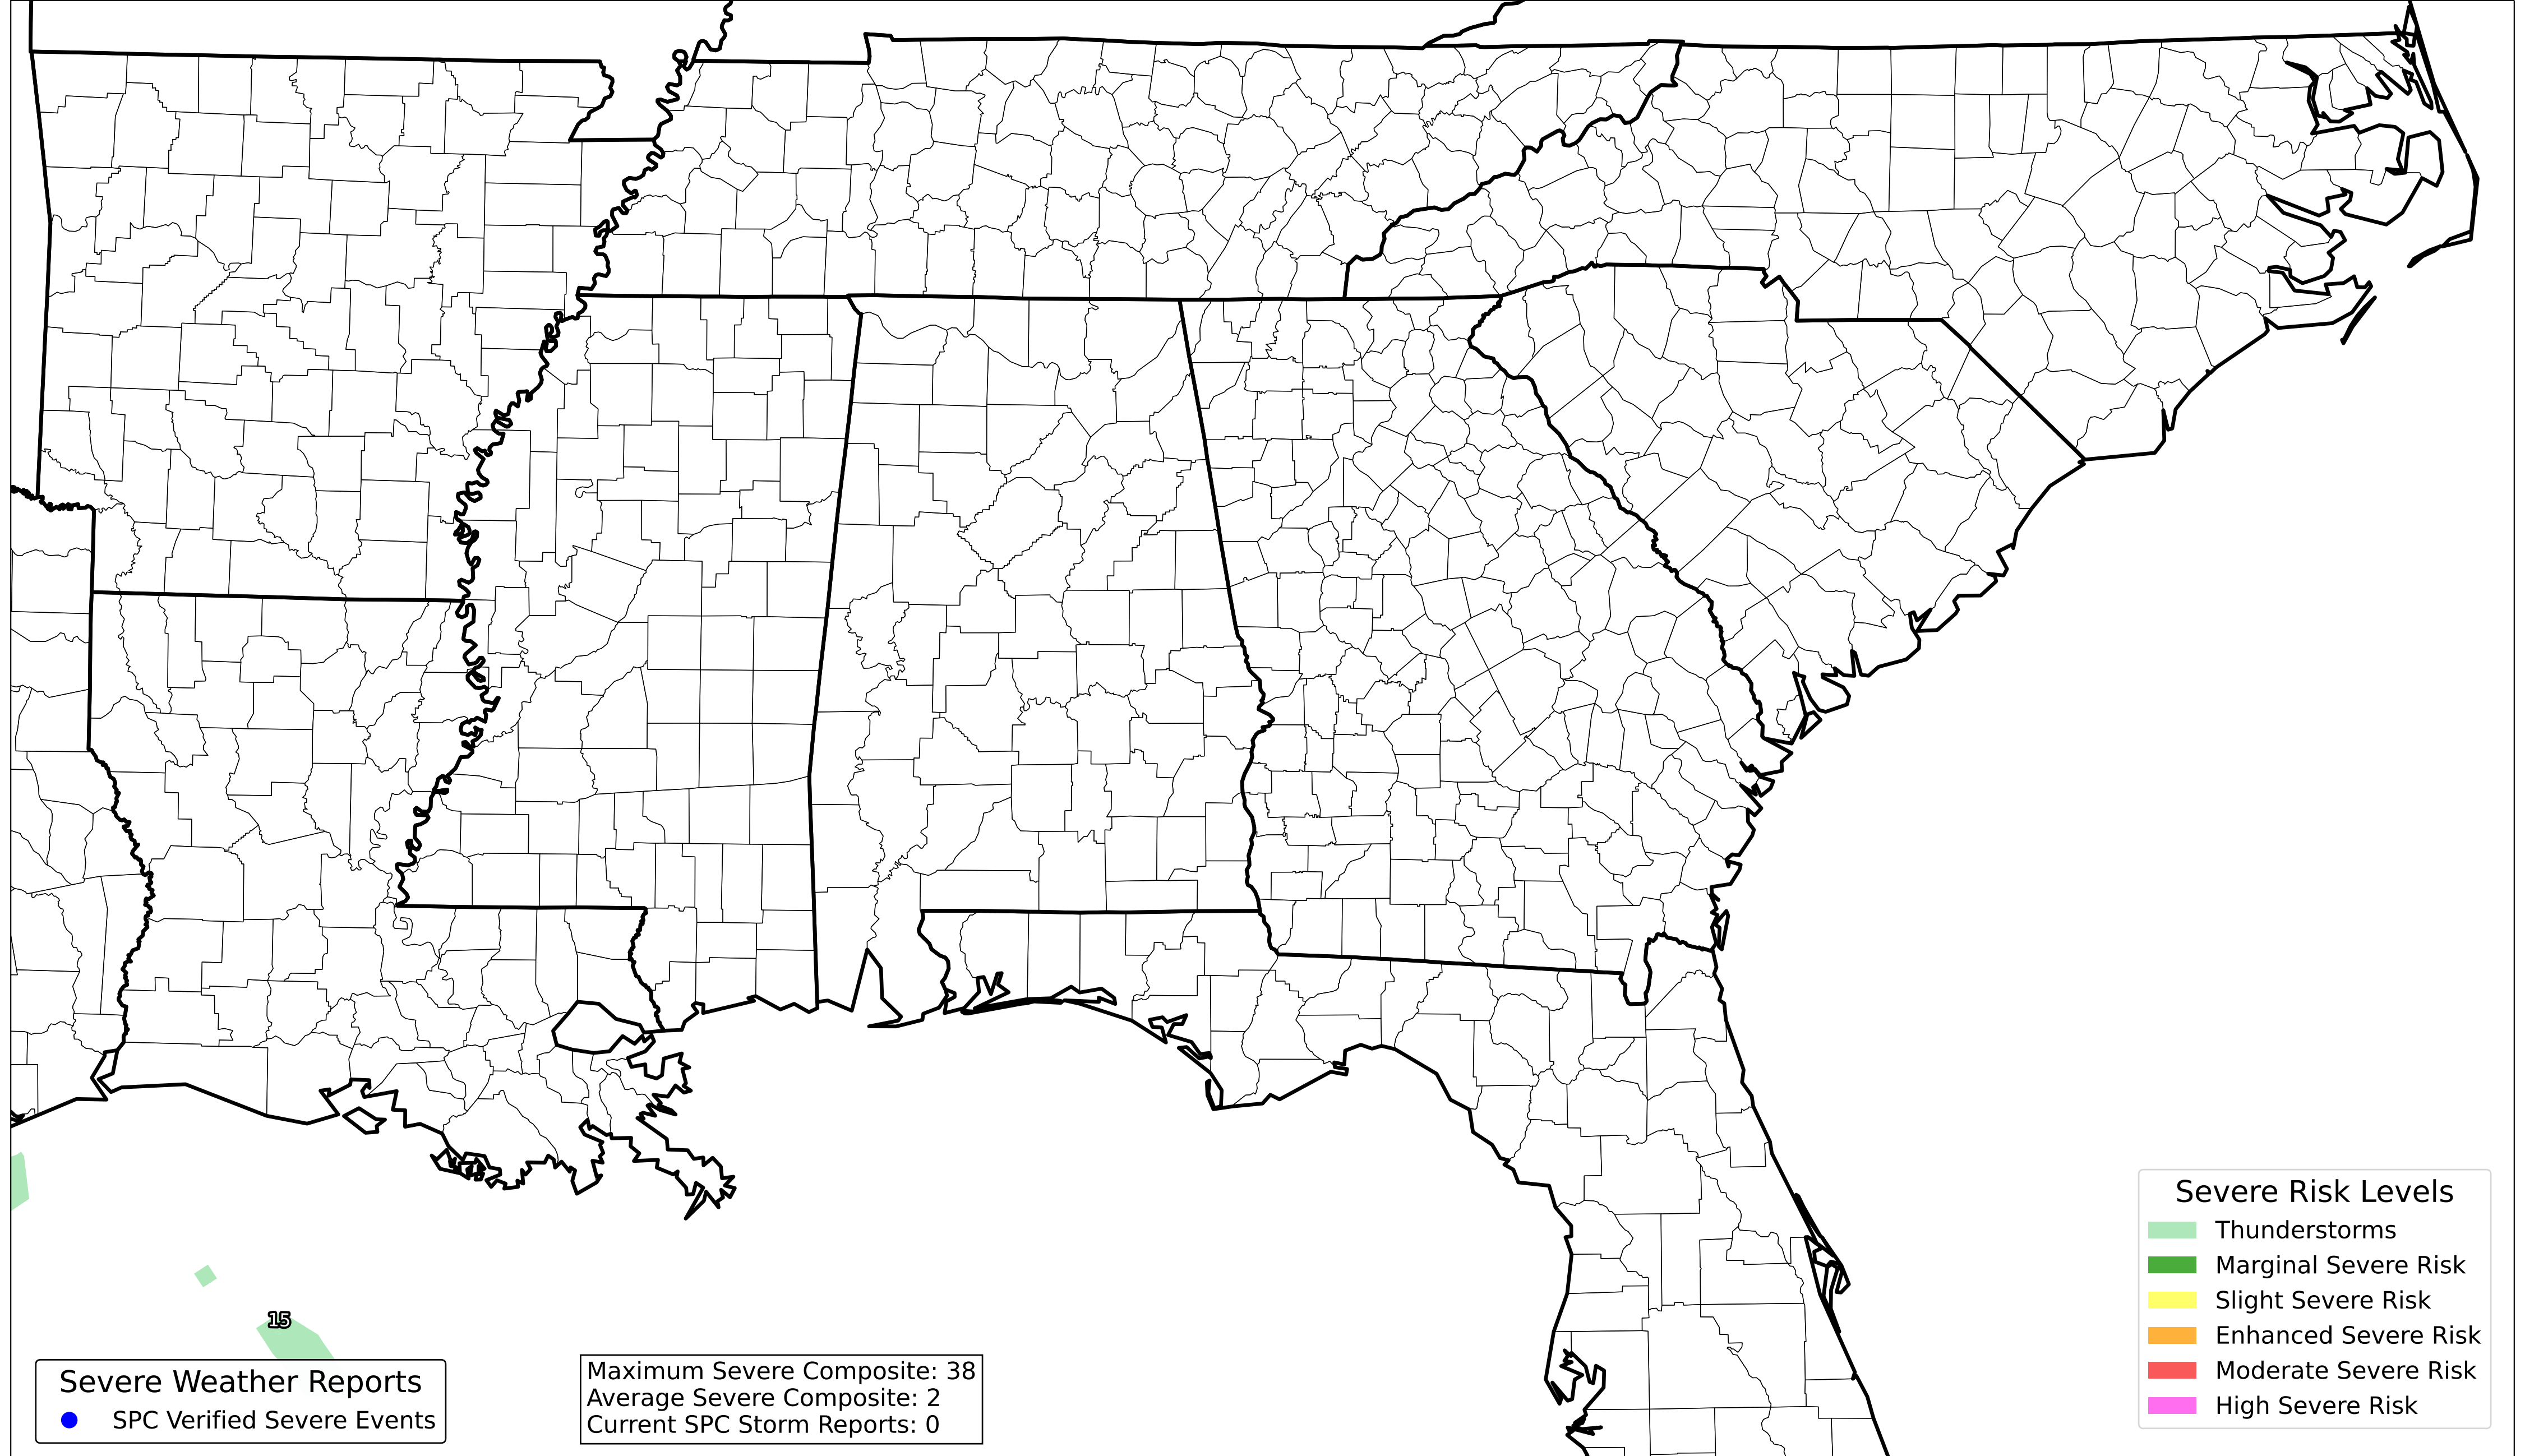 15
Severe Weather Reports
SPC Verified Severe Events
Maximum Severe Composite: 38
Average Severe Composite: 2
Current SPC Storm Reports: 0
Severe Risk Levels
Thunderstorms
Marginal Severe Risk
Slight Severe Risk
Enhanced Severe Risk
Moderate Severe Risk
High Severe Risk